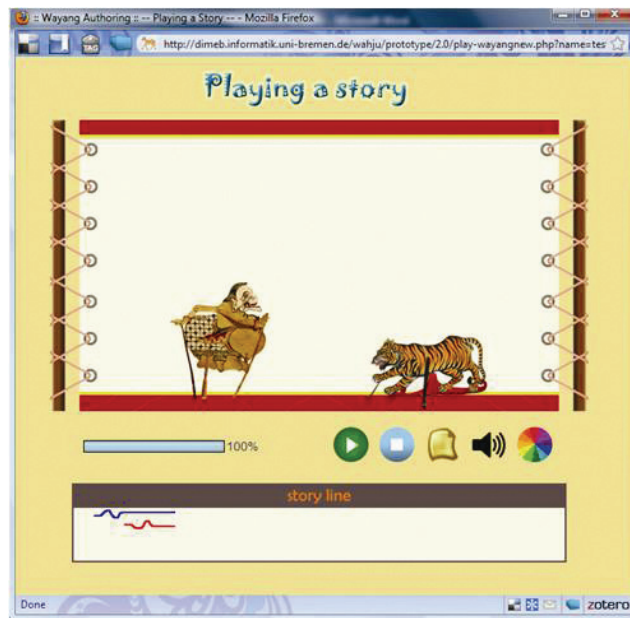 :: Wayang Authoring :: -- Playing a Story -- - Mozilla Firefox
TAG
http://dimeb.informatik.uni-bremen.de/wahju/prototype/2.0/play-wayangnew.php?name=tes
Playing a story
100%
story line
Done
zotero